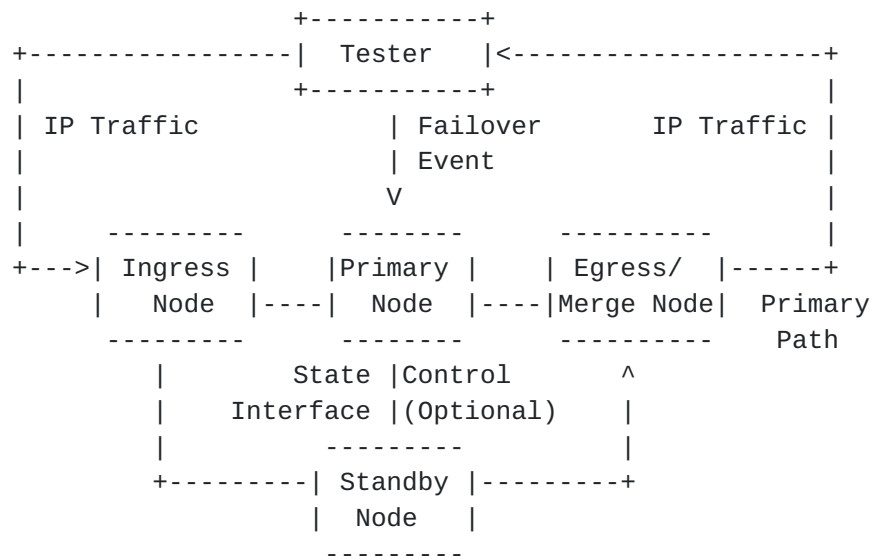 Tester
IP Traffic | Failover IP Traffic
| Event
V
Ingress Primary Egress/
Node Node Merge Node Primary
Path
State Control
Interface (Optional)
^
Standby
Node